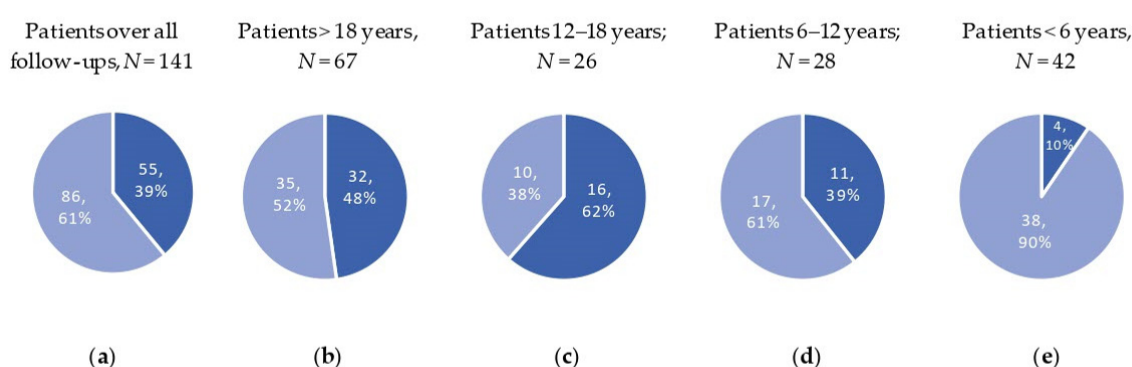 Patients over all
follow-ups, N = 141
Patients > 18 years,
N = 67
Patients 12–18 years;
N = 26
Patients 6–12 years;
N = 28
Patients < 6 years,
N = 42
86,
61%
55,
39%
35,
52%
32,
48%
10,
38%
16,
62%
17,
61%
11,
39%
4,
10%
38,
90%
(a)
(b)
(c)
(d)
(e)